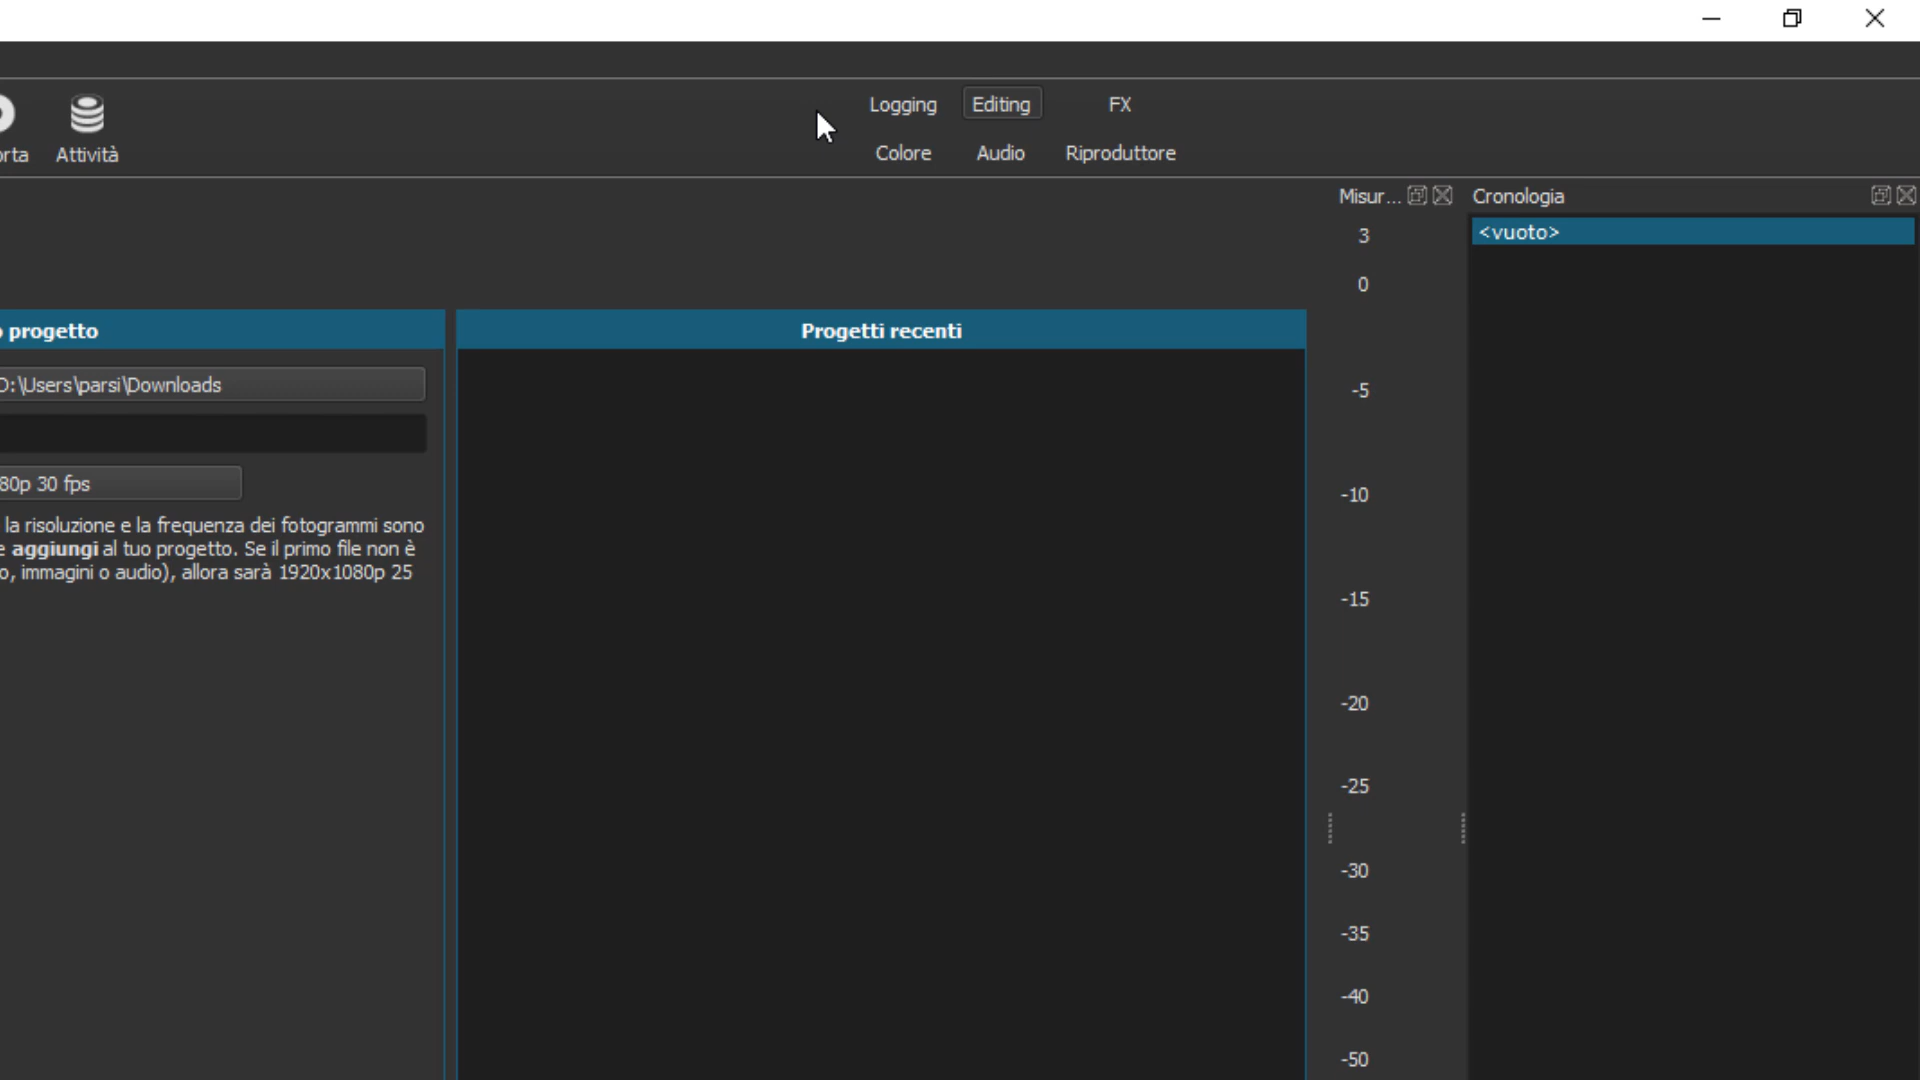 Logging Editing FX
orta Attività Colore Audio Riproduttore
Misur... Cronologia
<vuoto>
progetto
Progetti recenti
D:\Users\parsi\Downloads
80p 30 fps
la risoluzione e la frequenza dei fotogrammi sono
e aggiungi al tuo progetto. Se il primo file non è
o, immagini o audio), allora sarà 1920x1080p 25
3
0
-5
-10
-15
-20
-25
-30
-35
-40
-50